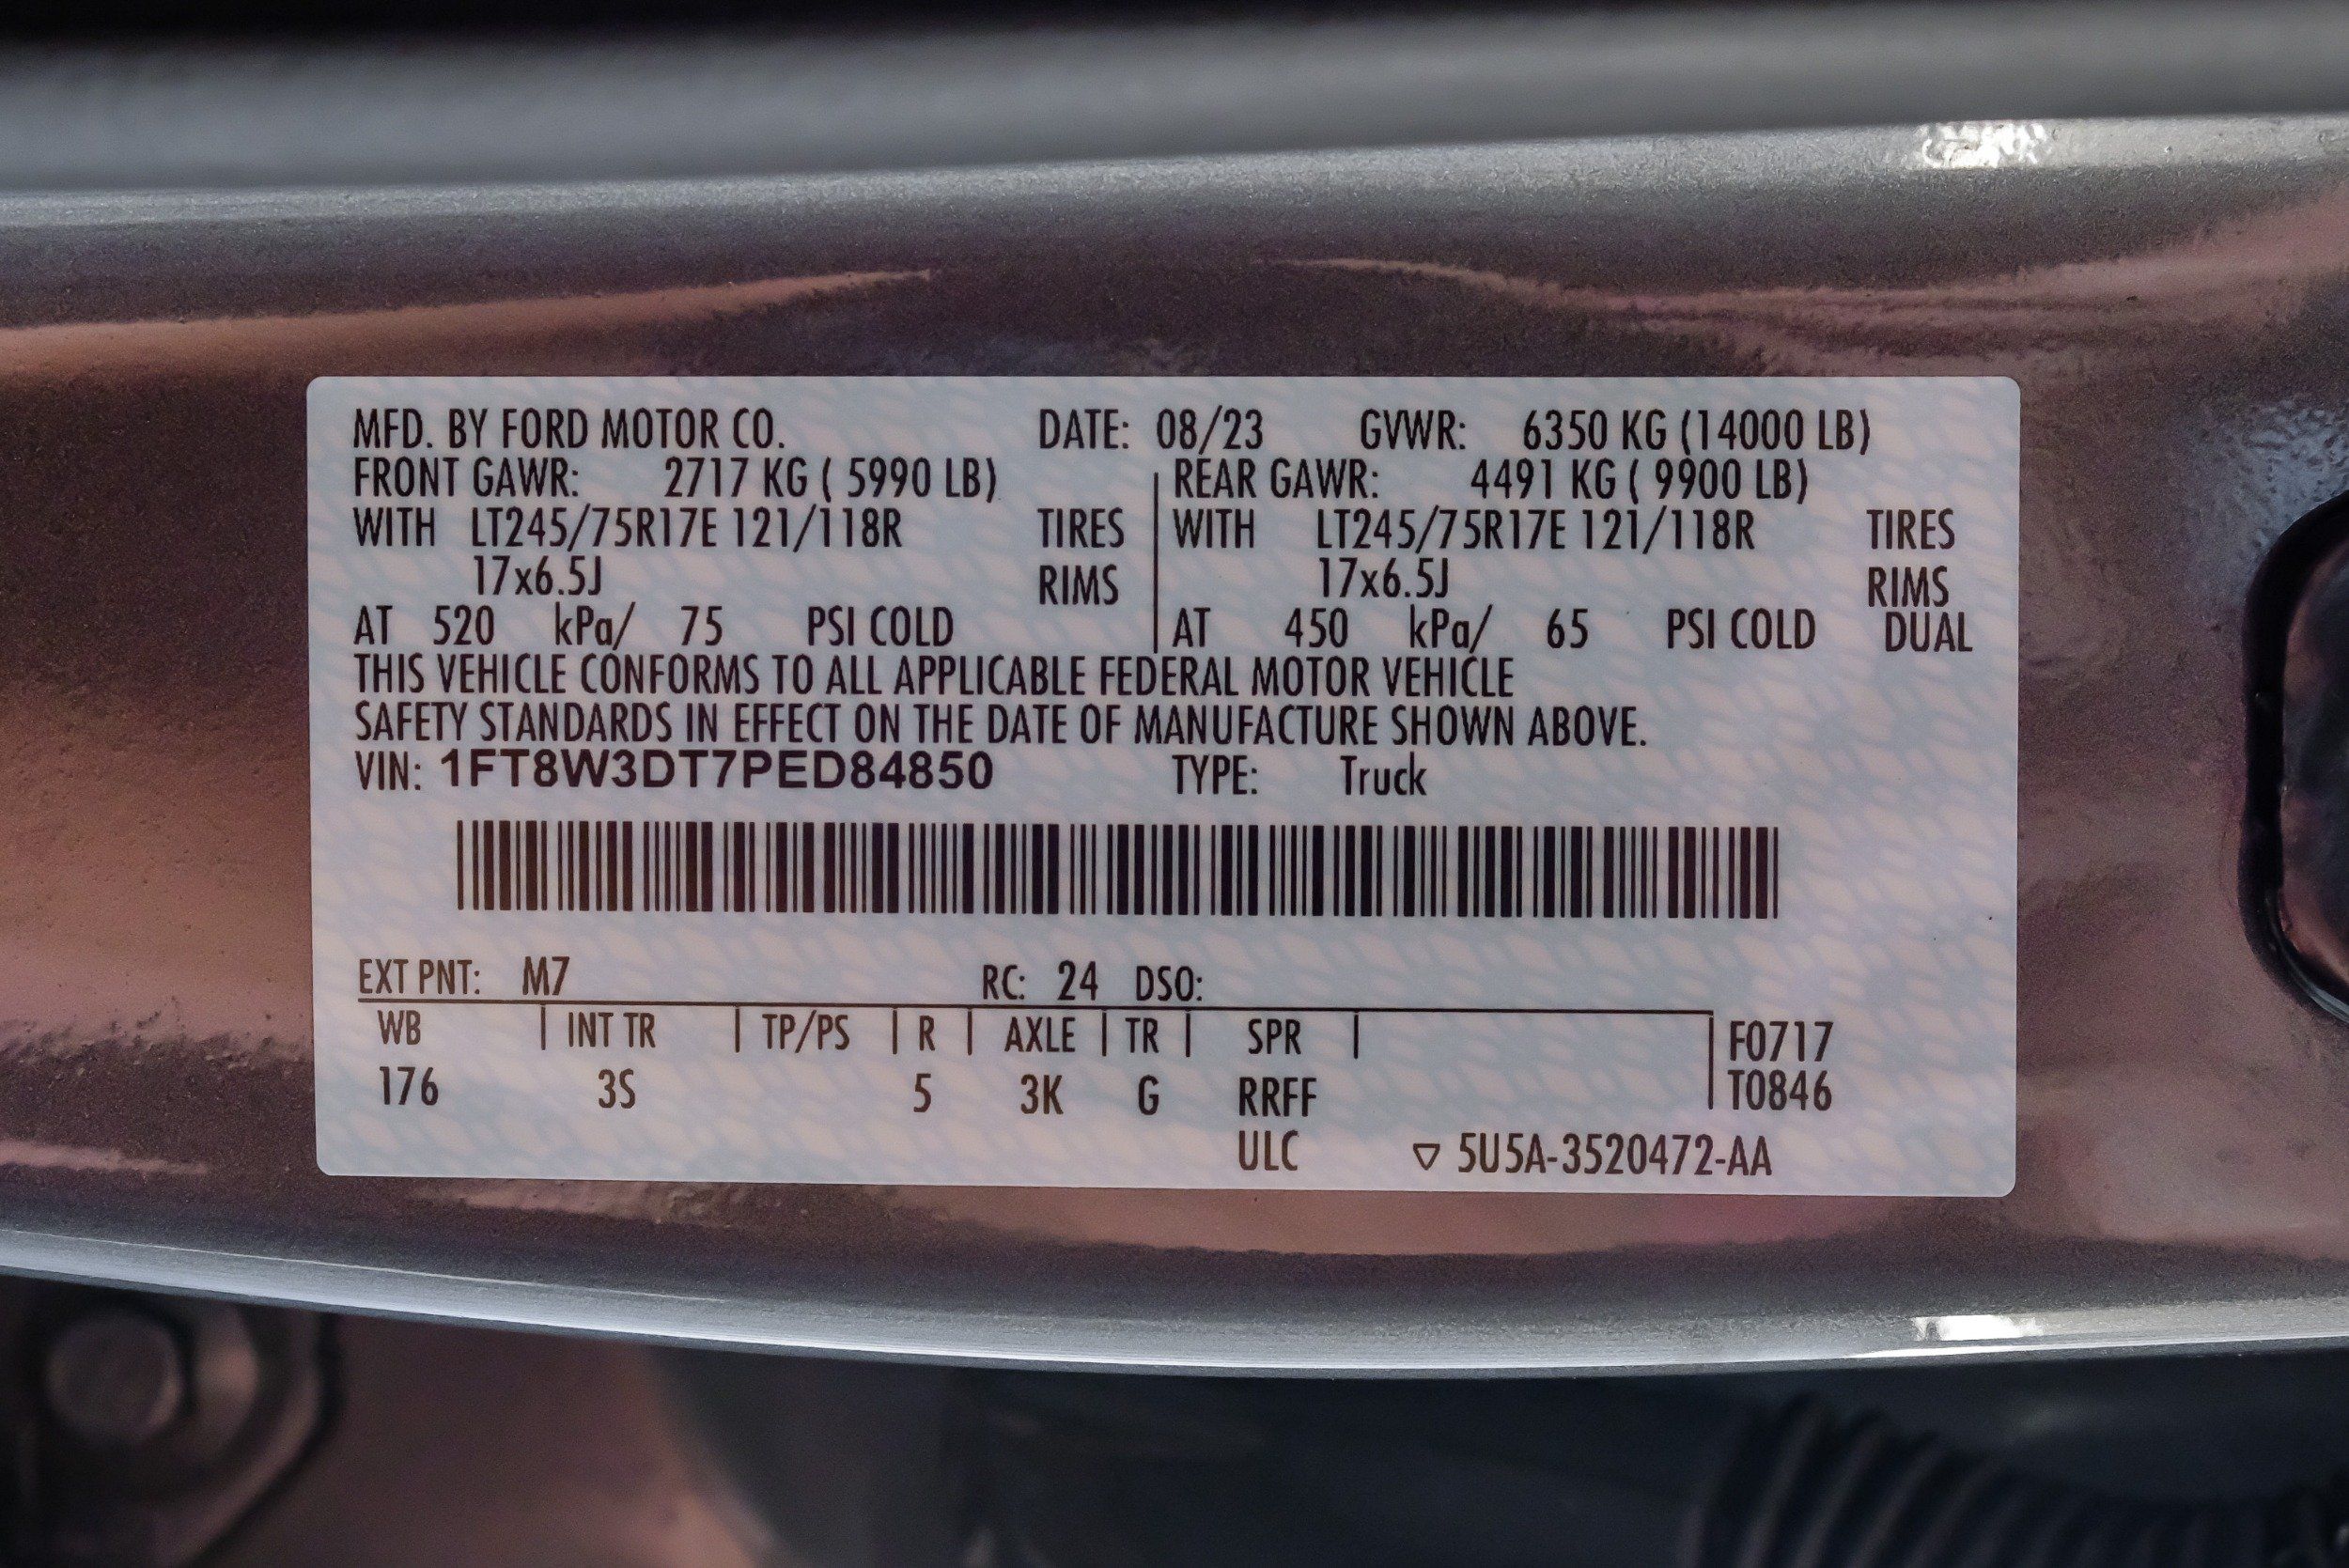 MFD. BY FORD MOTOR CO. DATE: 08/23 GVWR: 6350 KG (14000 LB)
FRONT GAWR: 2717 KG ( 5990 LB) REAR GAWR: 4491 KG ( 9900 LB)
WITH LT245/75R17E 121/118R TIRES WITH LT245/75R17E 121/118R TIRES
17x6.5J RIMS 17x6.5J RIMS
AT 520 kPa/ 75 PSI COLD AT 450 kPa/ 65 PSI COLD DUAL
THIS VEHICLE CONFORMS TO ALL APPLICABLE FEDERAL MOTOR VEHICLE
SAFETY STANDARDS IN EFFECT ON THE DATE OF MANUFACTURE SHOWN ABOVE.
VIN: 1FT8W3DT7PED84850 TYPE: Truck
EXT PNT: M7 RC: 24 DSO:
WB INT TR TP/PS R AXLE TR SPR F0717
176 3S 5 3K G RRFF T0846
ULC ▽ 5U5A-3520472-AA